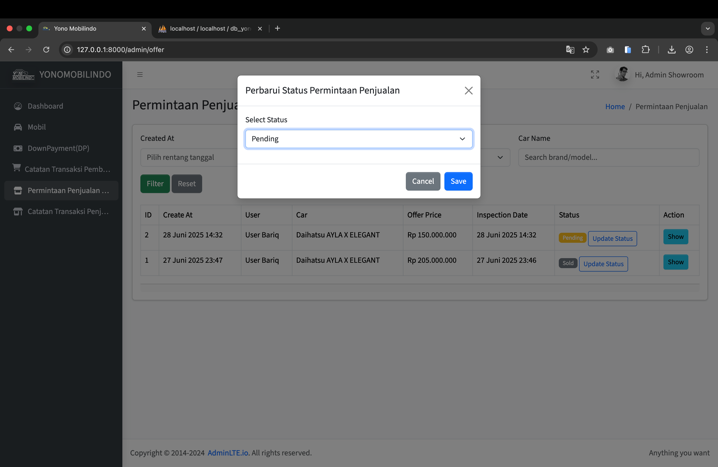 Yono Mobilindo
localhost / localhost / db_yon
127.0.0.1:8000/admin/offer
YONOMOBILINDO
Hi, Admin Showroom
Dashboard
Mobil
DownPayment(DP)
Catatan Transaksi Pemb...
Permintaan Penjualan ...
Catatan Transaksi Penj...
Permintaan Penjua
Home / Permintaan Penjualan
Perbarui Status Permintaan Penjualan
Select Status
Pending
Cancel
Save
Created At
Car Name
Pilih rentang tanggal
Search brand/model...
Filter
Reset
ID Create At User Car Offer Price Inspection Date Status Action
2 28 Juni 2025 14:32 User Bariq Daihatsu AYLA X ELEGANT Rp 150.000.000 28 Juni 2025 14:32 Pending Update Status Show
1 27 Juni 2025 23:47 User Bariq Daihatsu AYLA X ELEGANT Rp 205.000.000 27 Juni 2025 23:46 Sold Update Status Show
Copyright © 2014-2024 AdminLTE.io. All rights reserved.
Anything you want